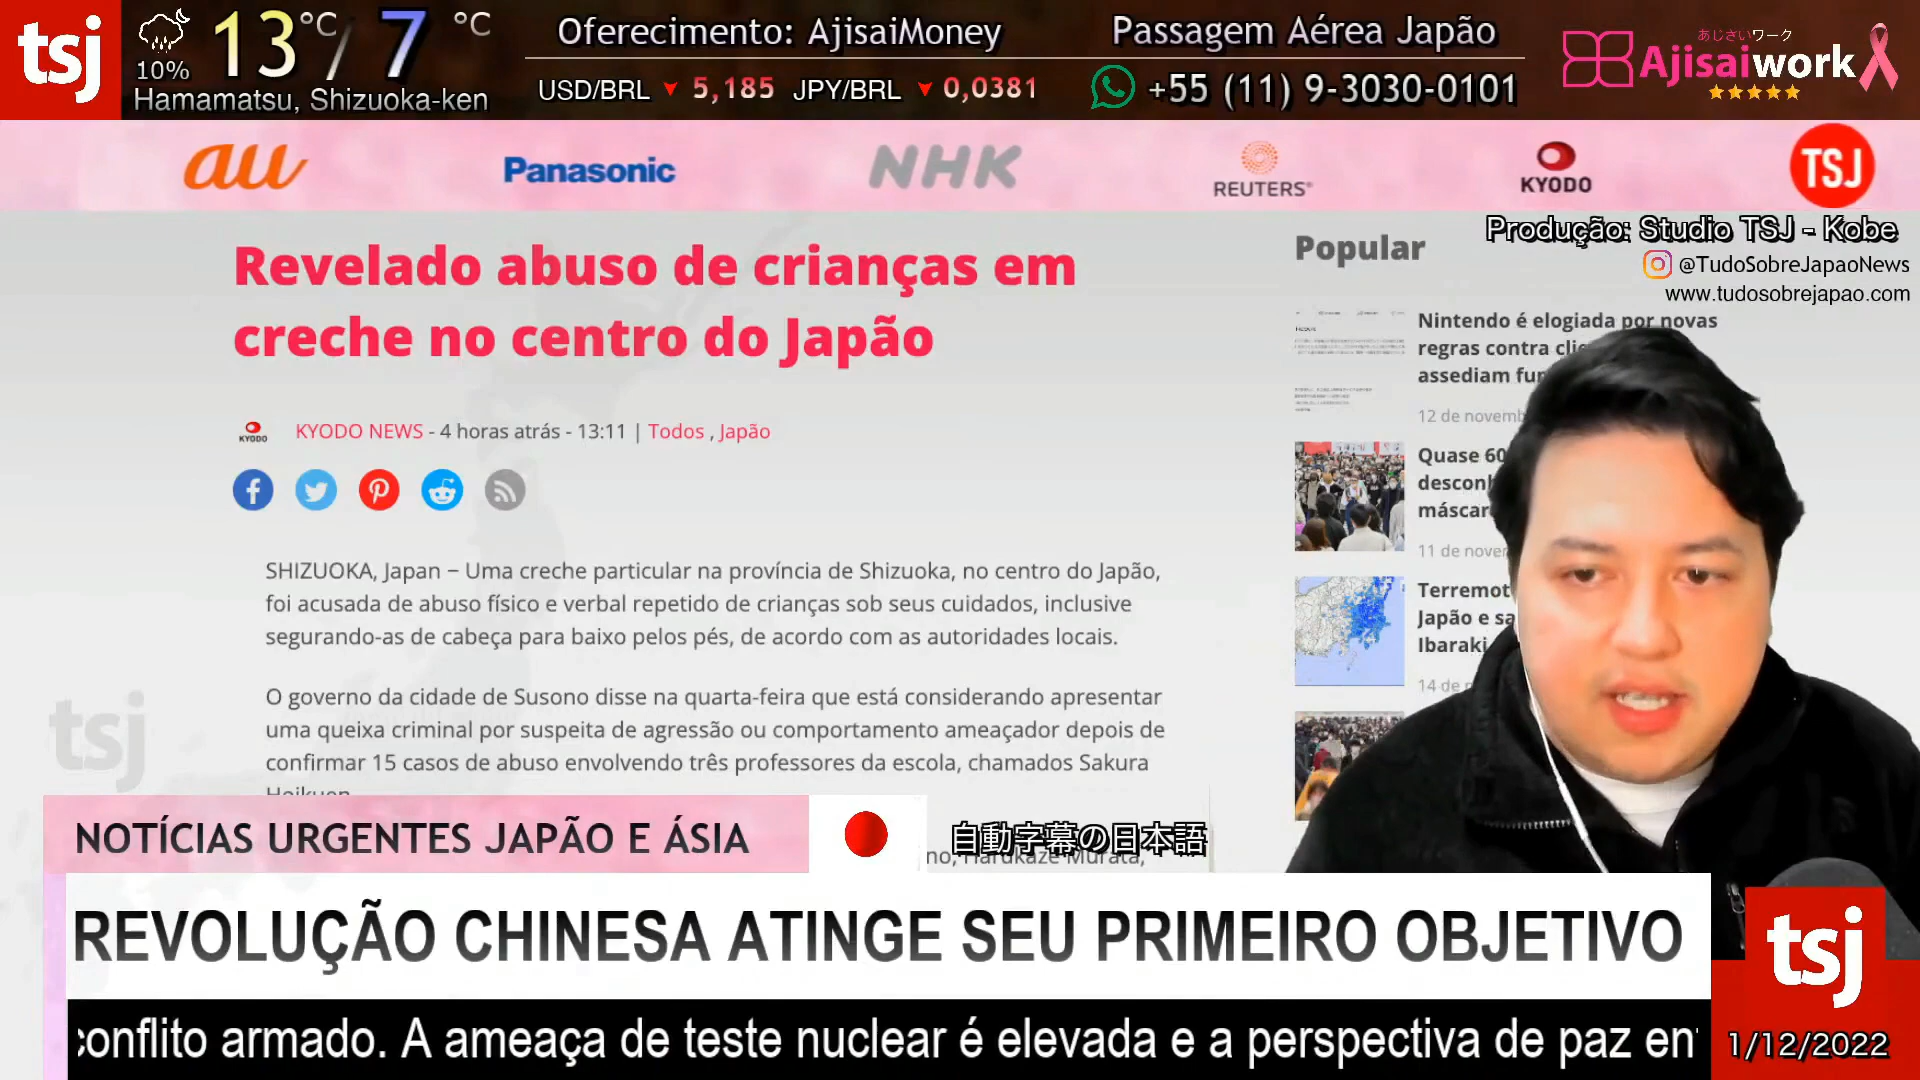 tsj
10%
13°C / 7 °C
Hamamatsu, Shizuoka-ken
Oferecimento: AjisaiMoney
USD/BRL 5,185 JPY/BRL 0,0381
Passagem Aérea Japão
+55 (11) 9-3030-0101
あじさいワーク
Ajisaiwork
au
Panasonic
NHK
REUTERS
KYODO
TSJ
Produção: Studio TSJ - Kobe
@TudoSobreJapaoNews
www.tudosobrejapao.com
Revelado abuso de crianças em
creche no centro do Japão
KYODO
KYODO NEWS - 4 horas atrás - 13:11 | Todos , Japão
SHIZUOKA, Japan – Uma creche particular na província de Shizuoka, no centro do Japão,
foi acusada de abuso físico e verbal repetido de crianças sob seus cuidados, inclusive
segurando-as de cabeça para baixo pelos pés, de acordo com as autoridades locais.
O governo da cidade de Susono disse na quarta-feira que está considerando apresentar
uma queixa criminal por suspeita de agressão ou comportamento ameaçador depois de
confirmar 15 casos de abuso envolvendo três professores da escola, chamados Sakura
Popular
Nintendo é elogiada por novas
regras contra
assediam
12 de
Quase 60
11 de
Japão e
Ibaraki
14 de
tsj
NOTÍCIAS URGENTES JAPÃO E ÁSIA
自動字幕の日本語
Murata,
REVOLUÇÃO CHINESA ATINGE SEU PRIMEIRO OBJETIVO
conflito armado. A ameaça de teste nuclear é elevada e a perspectiva de paz
tsj
1/12/2022